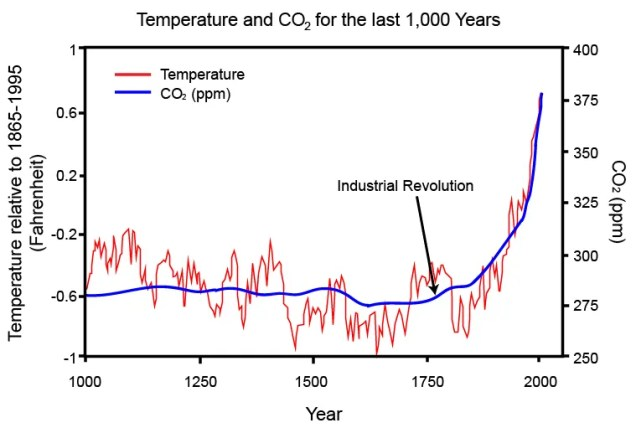 Temperature and CO₂ for the last 1,000 Years
Temperature relative to 1865-1995
(Fahrenheit)
1
0.6
0.2
-0.2
-0.6
-1
Temperature
CO₂ (ppm)
Industrial Revolution
400
375
350
325
300
275
250
CO₂ (ppm)
1000 1250 1500 1750 2000
Year